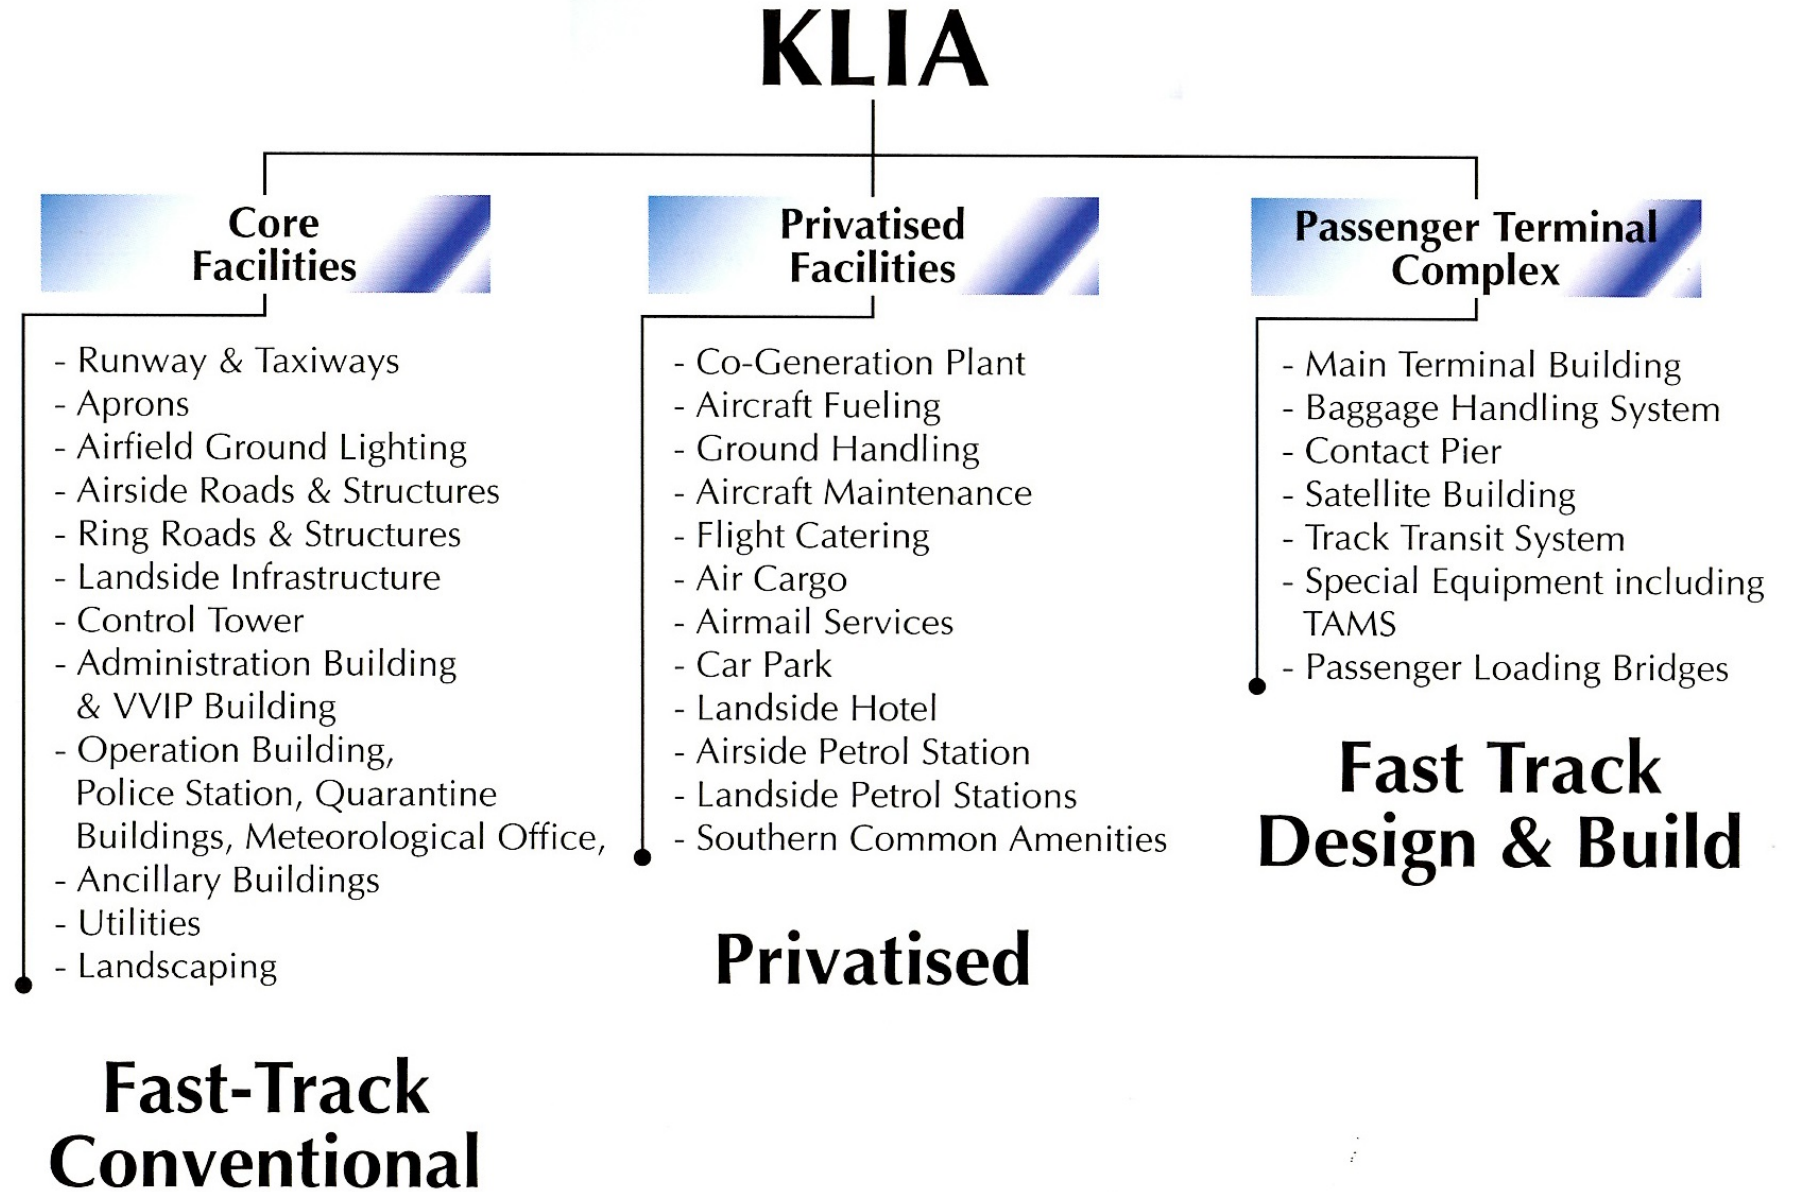 KLIA
Core
Facilities
- Runway & Taxiways
- Aprons
- Airfield Ground Lighting
- Airside Roads & Structures
- Ring Roads & Structures
- Landside Infrastructure
- Control Tower
- Administration Building
& VVIP Building
- Operation Building,
Police Station, Quarantine
Buildings, Meteorological Office,
- Ancillary Buildings
- Utilities
- Landscaping
Fast-Track
Conventional
Privatised
Facilities
- Co-Generation Plant
- Aircraft Fueling
- Ground Handling
- Aircraft Maintenance
- Flight Catering
- Air Cargo
- Airmail Services
- Car Park
- Landside Hotel
- Airside Petrol Station
- Landside Petrol Stations
- Southern Common Amenities
Privatised
Passenger Terminal
Complex
- Main Terminal Building
- Baggage Handling System
- Contact Pier
- Satellite Building
- Track Transit System
- Special Equipment including
TAMS
- Passenger Loading Bridges
Fast Track
Design & Build